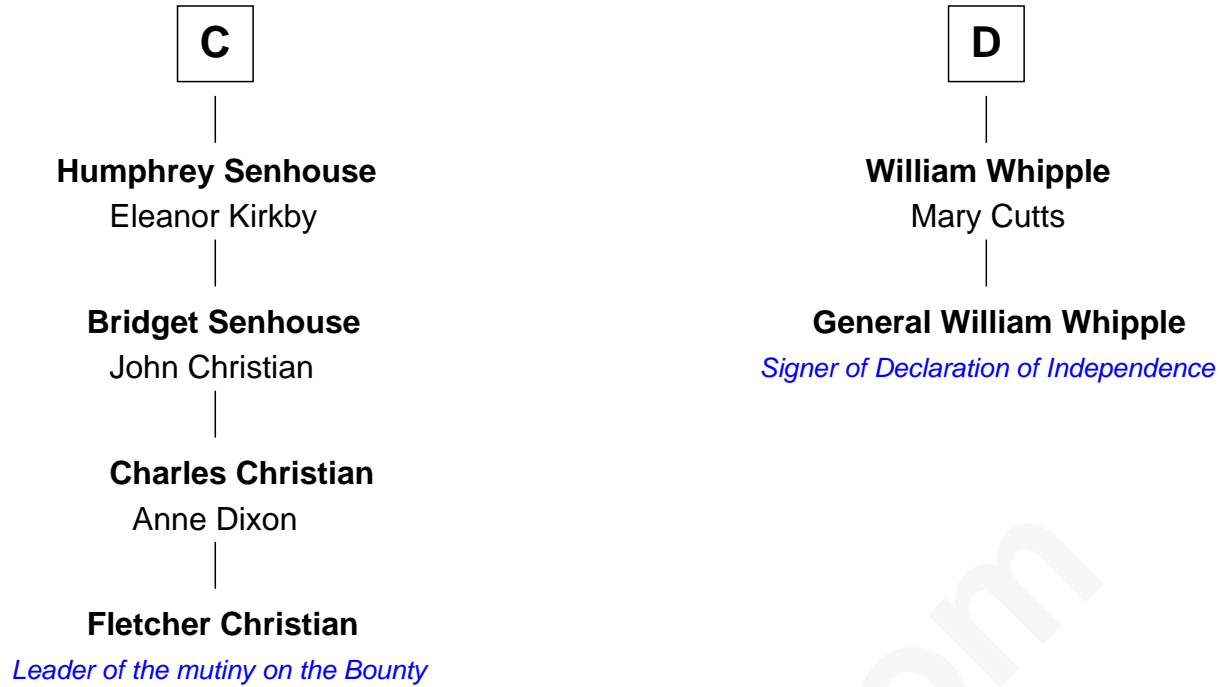 C
Humphrey Senhouse
Eleanor Kirkby
Bridget Senhouse
John Christian
Charles Christian
Anne Dixon
Fletcher Christian
Leader of the mutiny on the Bounty
D
William Whipple
Mary Cutts
General William Whipple
Signer of Declaration of Independence
om